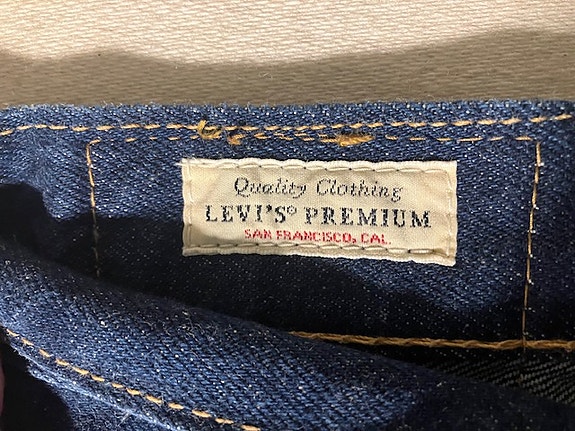 Quality Clothing
LEVI'S® PREMIUM
SAN FRANCISCO, CAL.